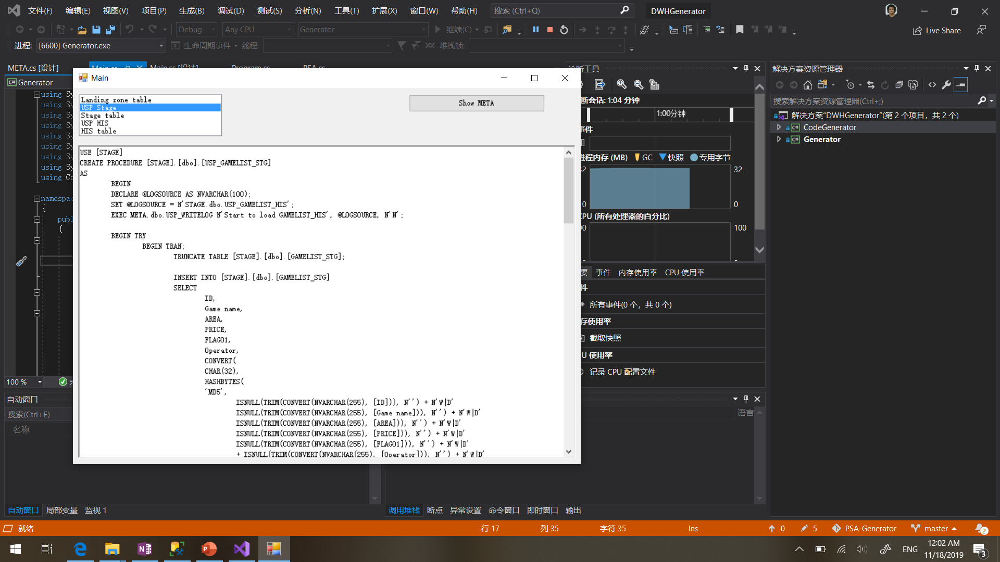 文件(F) 编辑(E) 视图(V) 项目(P) 生成(B) 调试(D) 测试(S) 分析(N) 工具(T) 扩展(X) 窗口(W) 帮助(H) 搜索 (Ctrl+Q) DWHGenerator
Debug Any CPU Generator 继续(C) Live Share
进程: [6600] Generator.exe 生命周期事件 线程: 堆栈帧:
META.cs [设计] Main.cs Main.cs [设计] Program.cs PSA.cs
Generator
using Sy
using Sy
using Sy
using Sy
using Sy
using Sy
using Sy
using Sy
using Co
namespac
{
publ
{
100 %
Main
Landing zone table
USP Stage
Stage table
USP HIS
HIS table
Show META
USE [STAGE]
CREATE PROCEDURE [STAGE].[dbo].[USP_GAMELIST_STG]
AS
BEGIN
DECLARE @LOGSOURCE AS NVARCHAR(100);
SET @LOGSOURCE = N'STAGE.dbo.USP_GAMELIST_HIS';
EXEC META.dbo.USP_WRITELOG N'Start to load GAMELIST_HIS', @LOGSOURCE, N'N';
BEGIN TRY
BEGIN TRAN;
TRUNCATE TABLE [STAGE].[dbo].[GAMELIST_STG];
INSERT INTO [STAGE].[dbo].[GAMELIST_STG]
SELECT
ID,
Game name,
AREA,
PRICE,
FLAG01,
Operator,
CONVERT(
CHAR(32),
HASHBYTES(
'MD5',
ISNULL(TRIM(CONVERT(NVARCHAR(255), [ID])), N'') + N'W|D'
ISNULL(TRIM(CONVERT(NVARCHAR(255), [Game name])), N'') + N'W|D'
ISNULL(TRIM(CONVERT(NVARCHAR(255), [AREA])), N'') + N'W|D'
ISNULL(TRIM(CONVERT(NVARCHAR(255), [PRICE])), N'') + N'W|D'
ISNULL(TRIM(CONVERT(NVARCHAR(255), [FLAG01])), N'') + N'W|D'
+ ISNULL(TRIM(CONVERT(NVARCHAR(255), [Operator])), N'') + N'W|D'
诊断工具
断会话: 1:04 分钟
1:00分钟
事件
进程内存 (MB) GC 快照 专用字节
32 32
0 0
CPU (所有处理器的百分比)
00 100
要 事件 内存使用率 CPU 使用率
件
所有事件(0 个，共 0 个)
存使用率
截取快照
PU 使用率
记录 CPU 配置文件
解决方案资源管理器
搜索解决方案资源管理器(Ctrl+;)
解决方案"DWHGenerator"(第 2 个项目，共 2 个)
CodeGenerator
Generator
自动窗口
搜索(Ctrl+E)
名称
语言
自动窗口 局部变量 监视 1
调用堆栈 断点 异常设置 命令窗口 即时窗口 输出
就绪 行 17 列 35 字符 35 Ins 0 5 PSA-Generator master 2
ENG 12:02 AM
11/18/2019 3